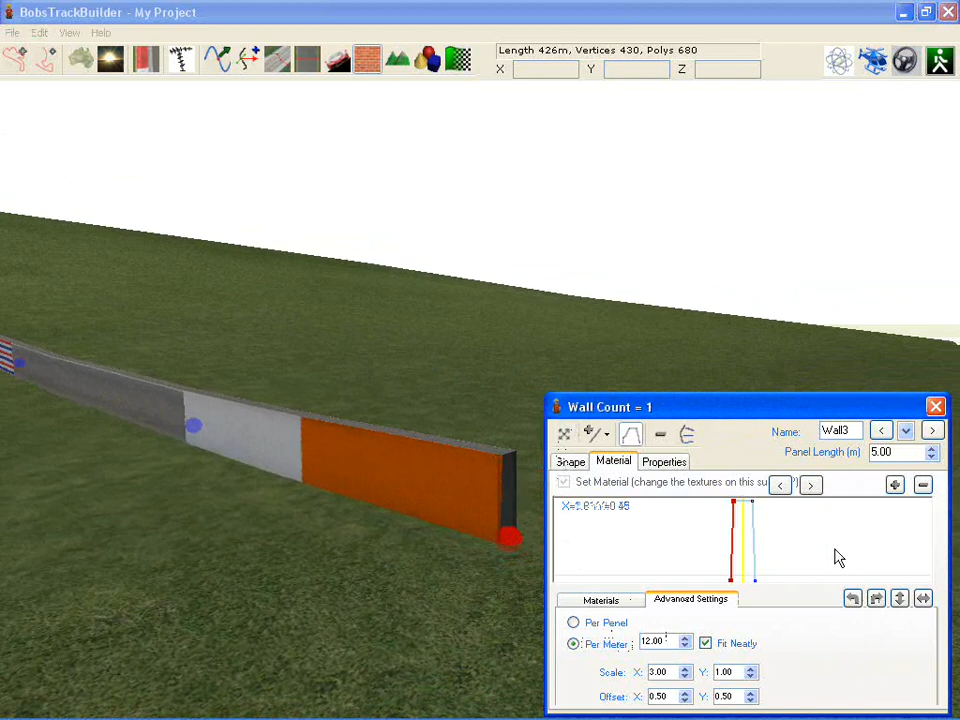 BobsTrackBuilder - My Project
File Edit View Help
Length 426m, Vertices 430, Polys 680
X Y Z
Wall Count = 1
Name: Wall3
Panel Length (m) 5.00
Shape Material Properties
Set Material (change the textures on this su
Materials Advanced Settings
Per Panel
Per Meter 12.00 Fit Neatly
Scale: X: 3.00 Y: 1.00
Offset: X: 0.50 Y: 0.50